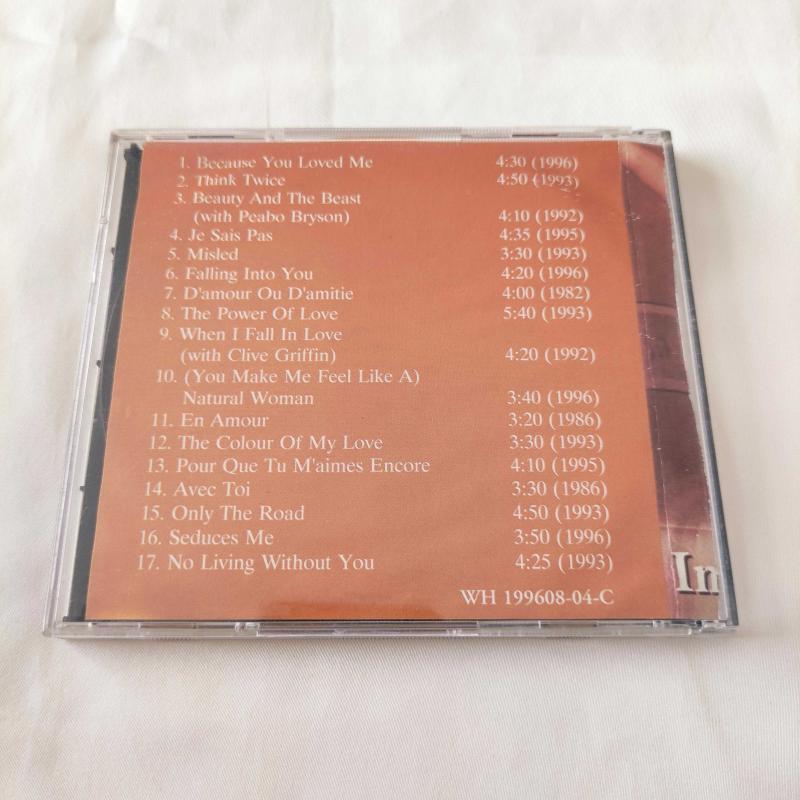 1. Because You Loved Me 4:30 (1996)
2. Think Twice 4:50 (1993)
3. Beauty And The Beast
(with Peabo Bryson) 4:10 (1992)
4. Je Sais Pas 4:35 (1995)
5. Misled 3:30 (1993)
6. Falling Into You 4:20 (1996)
7. D'amour Ou D'amitie 4:00 (1982)
8. The Power Of Love 5:40 (1993)
9. When I Fall In Love
(with Clive Griffin) 4:20 (1992)
10. (You Make Me Feel Like A)
Natural Woman 3:40 (1996)
11. En Amour 3:20 (1986)
12. The Colour Of My Love 3:30 (1993)
13. Pour Que Tu M'aimes Encore 4:10 (1995)
14. Avec Toi 3:30 (1986)
15. Only The Road 4:50 (1993)
16. Seduces Me 3:50 (1996)
17. No Living Without You 4:25 (1993)
In
WH 199608-04-C